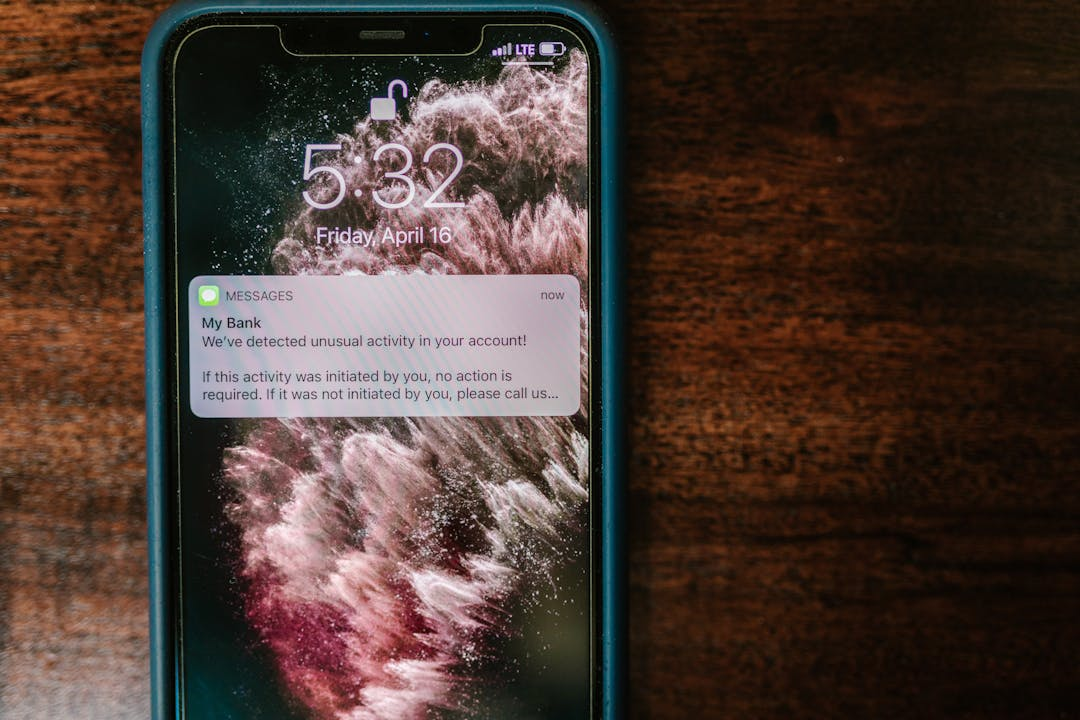 LTE
5:32
Friday, April 16
MESSAGES now
My Bank
We've detected unusual activity in your account!
If this activity was initiated by you, no action is
required. If it was not initiated by you, please call us...